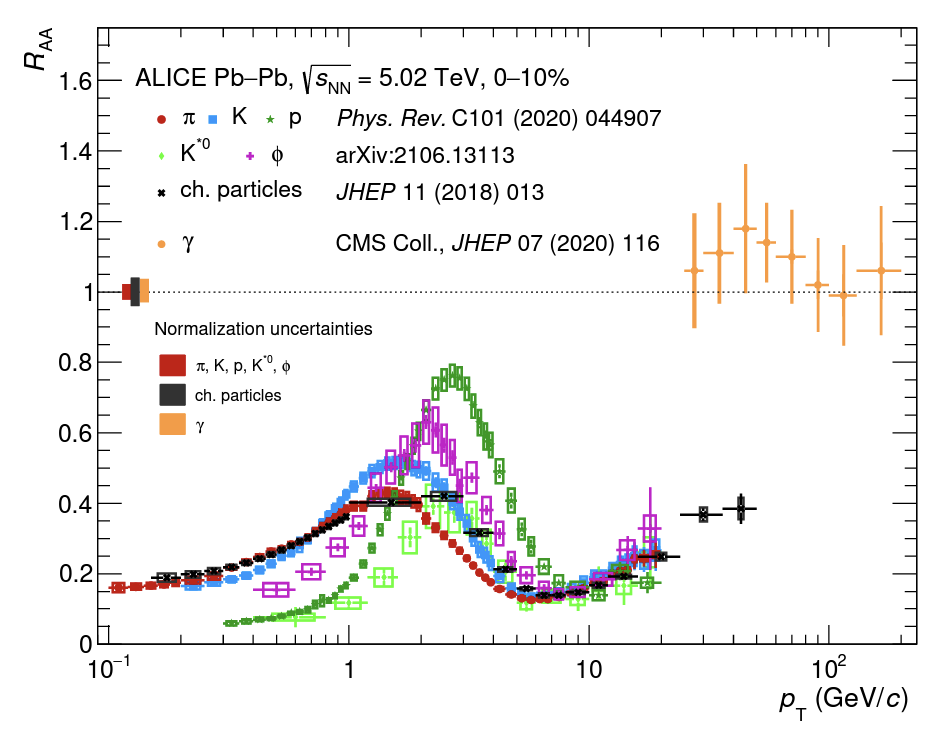 R_AA
ALICE Pb–Pb, √s_NN = 5.02 TeV, 0–10%
π K p Phys. Rev. C101 (2020) 044907
K*0 ϕ arXiv:2106.13113
ch. particles JHEP 11 (2018) 013
γ CMS Coll., JHEP 07 (2020) 116
Normalization uncertainties
π, K, p, K*0, ϕ
ch. particles
γ
1.6
1.4
1.2
1
0.8
0.6
0.4
0.2
0
10⁻¹ 1 10 10²
p_T (GeV/c)